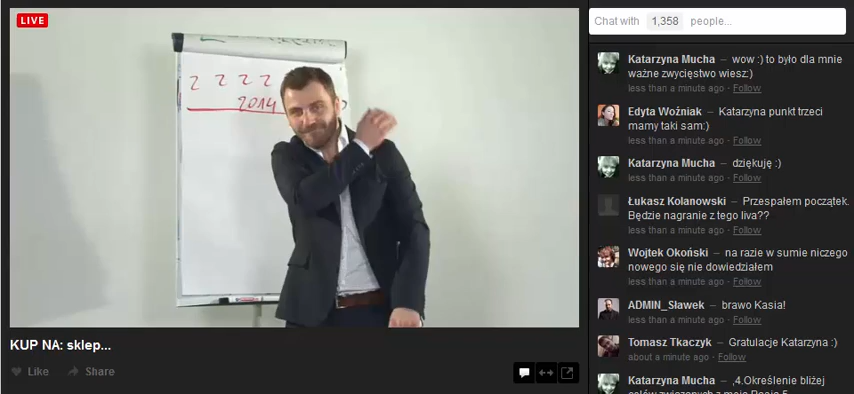 LIVE
2 2 2 2
2014
KUP NA: sklep...
Like
Share
Chat with 1,358 people...
Katarzyna Mucha – wow :) to było dla mnie
ważne zwycięstwo wiesz:)
less than a minute ago · Follow
Edyta Woźniak – Katarzyna punkt trzeci
mamy taki sam:)
less than a minute ago · Follow
Katarzyna Mucha – dziękuję :)
less than a minute ago · Follow
Łukasz Kolanowski – Przespałem początek.
Będzie nagranie z tego liva??
less than a minute ago · Follow
Wojtek Okoński – na razie w sumie niczego
nowego się nie dowiedziałem
less than a minute ago · Follow
ADMIN_Sławek – brawo Kasia!
less than a minute ago · Follow
Tomasz Tkaczyk – Gratulacje Katarzyna :)
about a minute ago · Follow
Katarzyna Mucha – ,4.Określenie bliżej